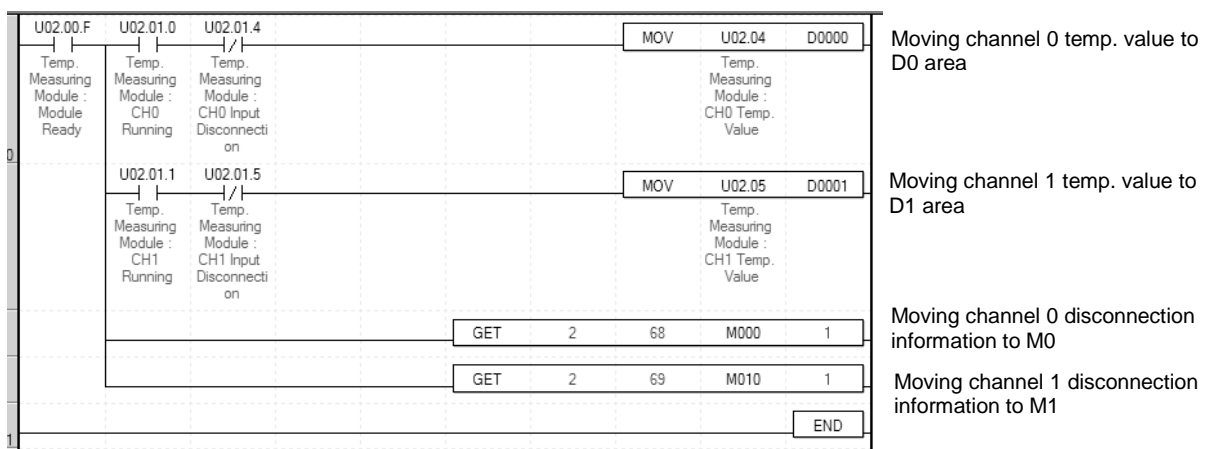 U02.00.F U02.01.0 U02.01.4
MOV U02.04 D0000
Moving channel 0 temp. value to
D0 area
Temp.
Measuring
Module :
Module
Ready
Temp.
Measuring
Module :
CH0
Running
Temp.
Measuring
Module :
CH0 Input
Disconnecti
on
Temp.
Measuring
Module :
CH0 Temp.
Value
0
U02.01.1 U02.01.5
MOV U02.05 D0001
Moving channel 1 temp. value to
D1 area
Temp.
Measuring
Module :
CH1
Running
Temp.
Measuring
Module :
CH1 Input
Disconnecti
on
Temp.
Measuring
Module :
CH1 Temp.
Value
GET 2 68 M000 1
Moving channel 0 disconnection
information to M0
GET 2 69 M010 1
Moving channel 1 disconnection
information to M1
END
1